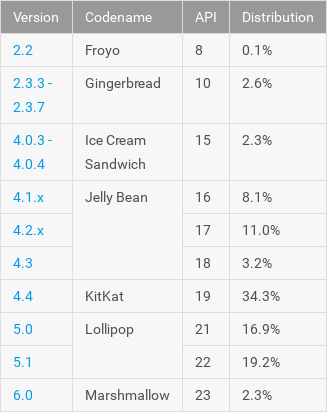 Version Codename API Distribution
2.2 Froyo 8 0.1%
2.3.3 - Gingerbread 10 2.6%
2.3.7
4.0.3 - Ice Cream 15 2.3%
4.0.4 Sandwich
4.1.x Jelly Bean 16 8.1%
4.2.x 17 11.0%
4.3 18 3.2%
4.4 KitKat 19 34.3%
5.0 Lollipop 21 16.9%
5.1 22 19.2%
6.0 Marshmallow 23 2.3%